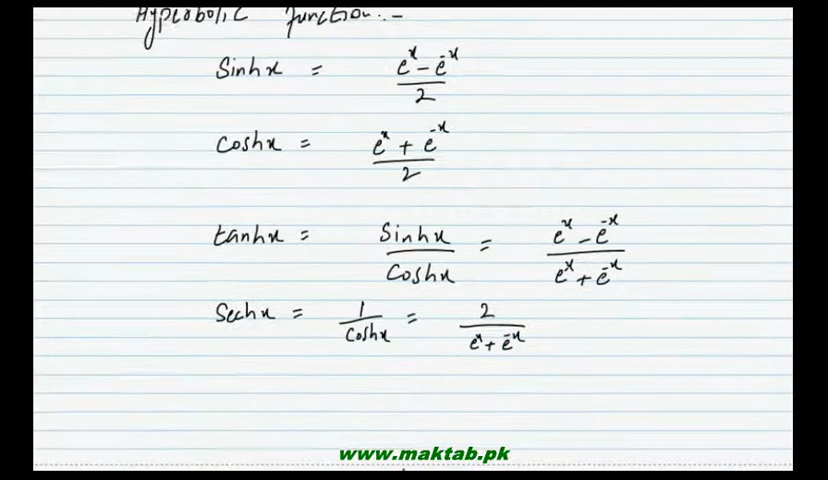 Hyperbolic function:-
Sinhx = e^x - e^-x / 2
Coshx = e^x + e^-x / 2
tanhx = Sinhx / Coshx = e^x - e^-x / e^x + e^-x
Sechx = 1 / Coshx = 2 / e^x + e^-x
www.maktab.pk